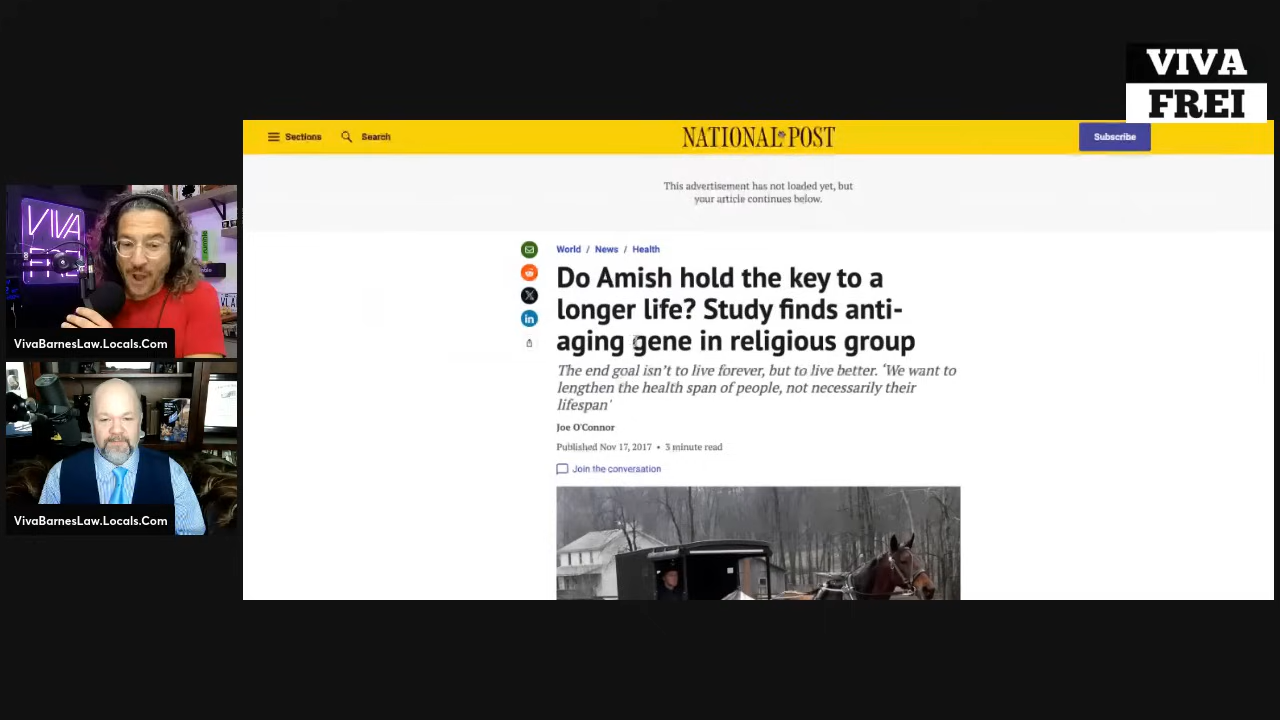 VIVA
FREI
Sections
Search
NATIONAL POST
Subscribe
This advertisement has not loaded yet, but
your article continues below.
World / News / Health
Do Amish hold the key to a
longer life? Study finds anti-
aging gene in religious group
The end goal isn't to live forever, but to live better. ‘We want to
lengthen the health span of people, not necessarily their
lifespan'
Joe O'Connor
Published Nov 17, 2017 • 3 minute read
Join the conversation
VIVA
VivaBarnesLaw.Locals.Com
VivaBarnesLaw.Locals.Com